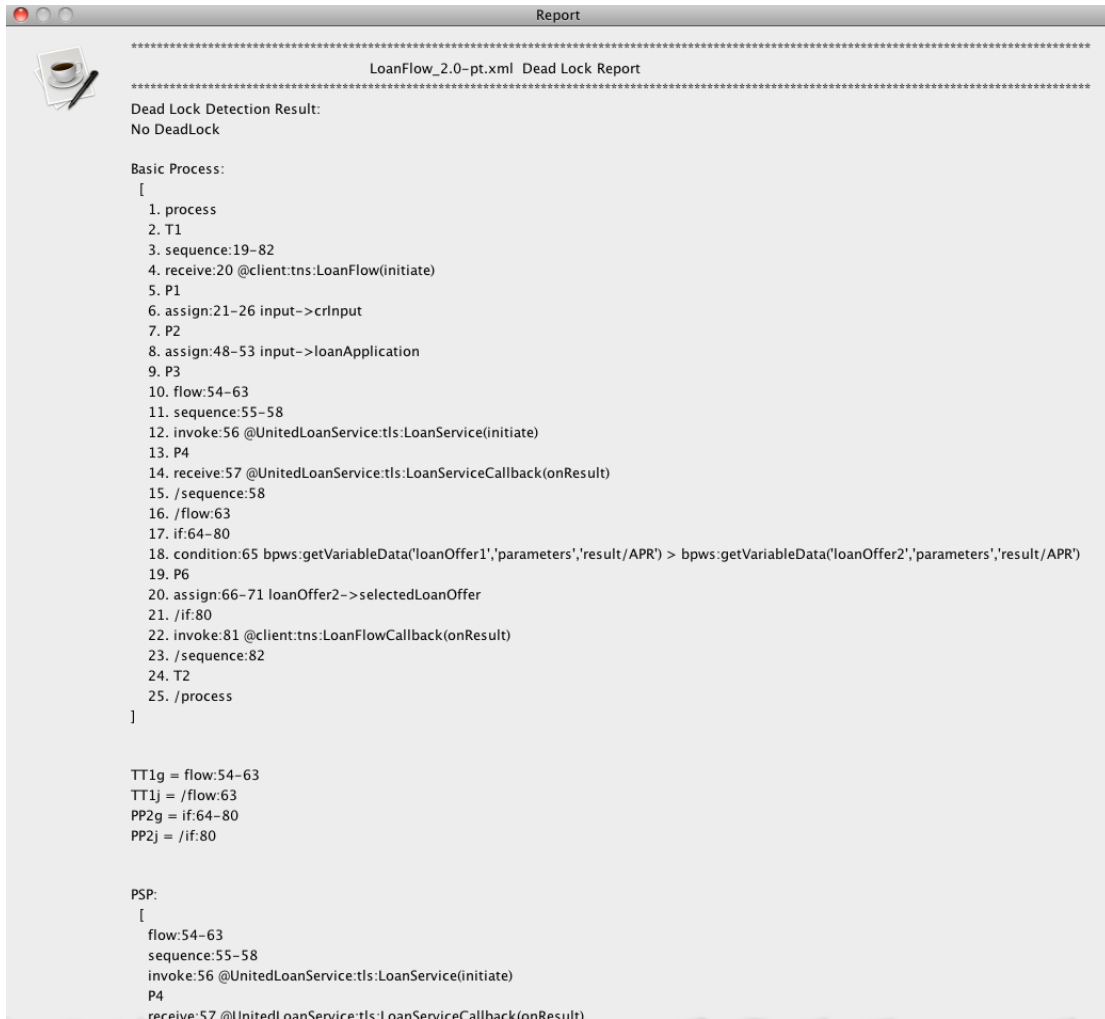 Report
****************************************************************************************************************************************************
LoanFlow_2.0-pt.xml Dead Lock Report
****************************************************************************************************************************************************
Dead Lock Detection Result:
No DeadLock
Basic Process:
[
1. process
2. T1
3. sequence:19-82
4. receive:20 @client:tns:LoanFlow(initiate)
5. P1
6. assign:21-26 input->crInput
7. P2
8. assign:48-53 input->loanApplication
9. P3
10. flow:54-63
11. sequence:55-58
12. invoke:56 @UnitedLoanService:tls:LoanService(initiate)
13. P4
14. receive:57 @UnitedLoanService:tls:LoanServiceCallback(onResult)
15. /sequence:58
16. /flow:63
17. if:64-80
18. condition:65 bpws:getVariableData('loanOffer1','parameters','result/APR') > bpws:getVariableData('loanOffer2','parameters','result/APR')
19. P6
20. assign:66-71 loanOffer2->selectedLoanOffer
21. /if:80
22. invoke:81 @client:tns:LoanFlowCallback(onResult)
23. /sequence:82
24. T2
25. /process
]
TT1g = flow:54-63
TT1j = /flow:63
PP2g = if:64-80
PP2j = /if:80
PSP:
[
flow:54-63
sequence:55-58
invoke:56 @UnitedLoanService:tls:LoanService(initiate)
P4
receive:57 @UnitedLoanService:tls:LoanServiceCallback(onResult)